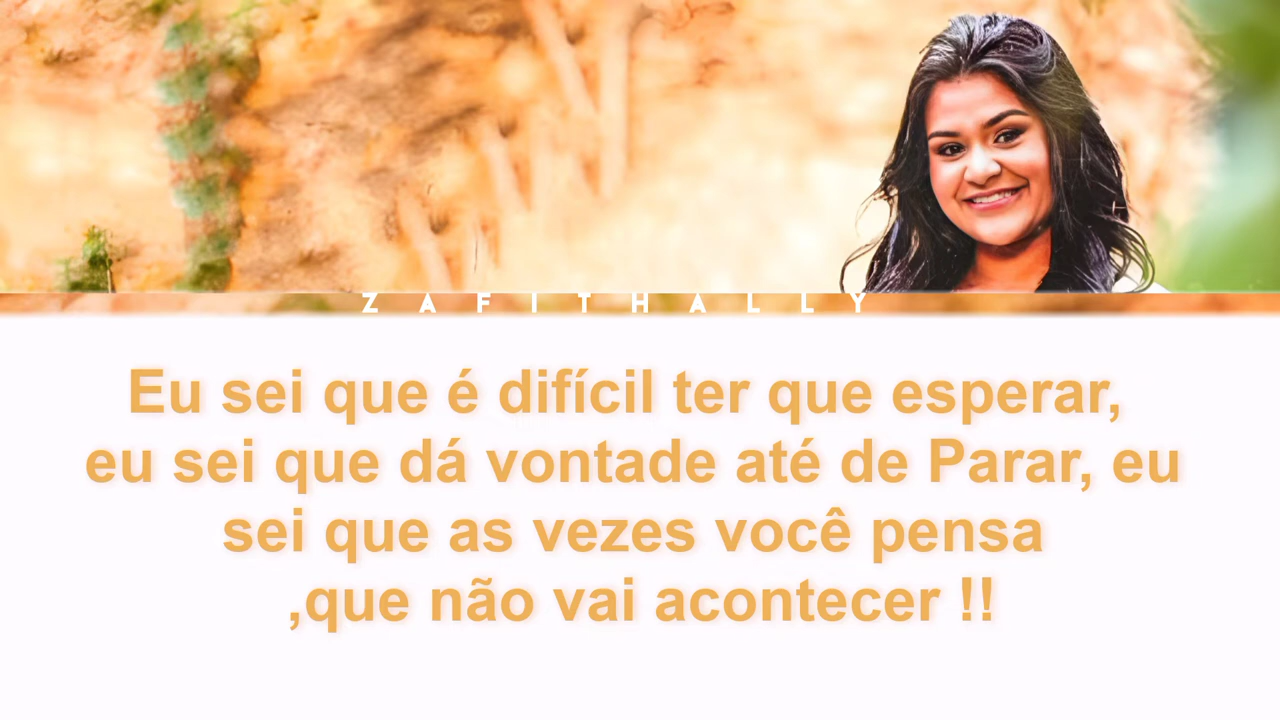 ZAFITHALLY
Eu sei que é difícil ter que esperar,
eu sei que dá vontade até de Parar, eu
sei que as vezes você pensa
,que não vai acontecer !!